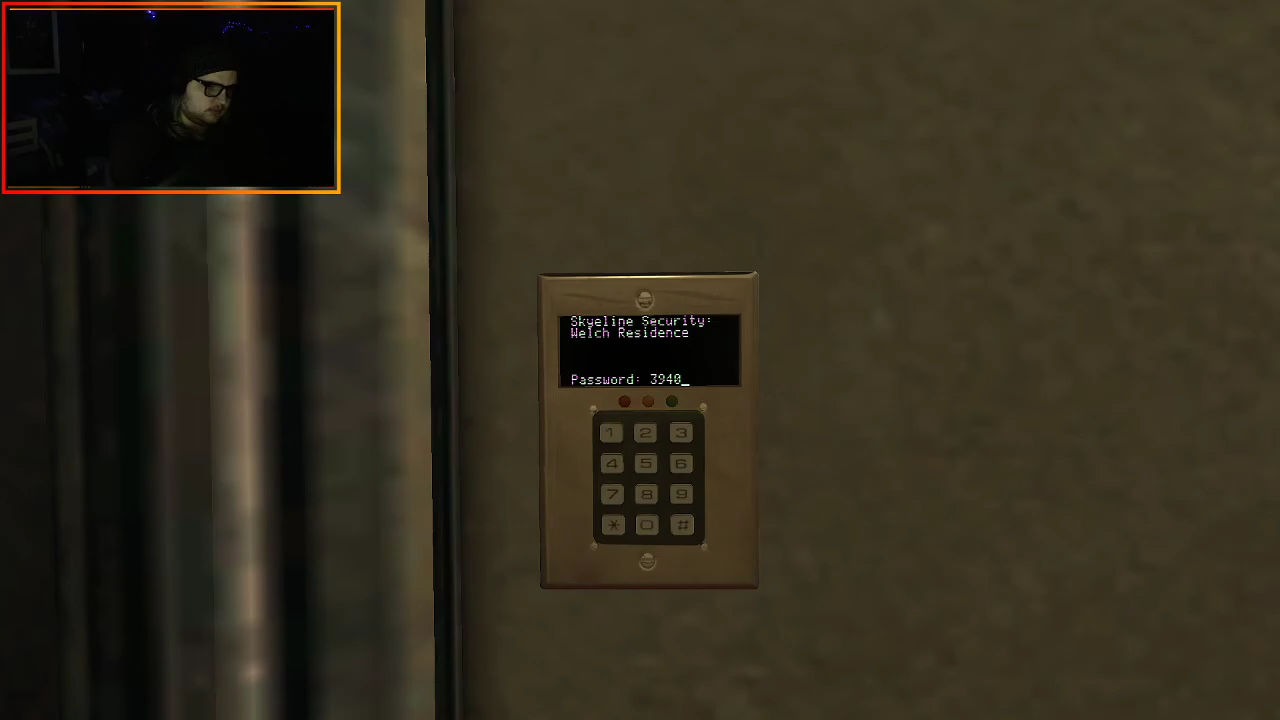 Skyeline Security:
Welch Residence
Password: 3940_
1 2 3
4 5 6
7 8 9
* 0 #